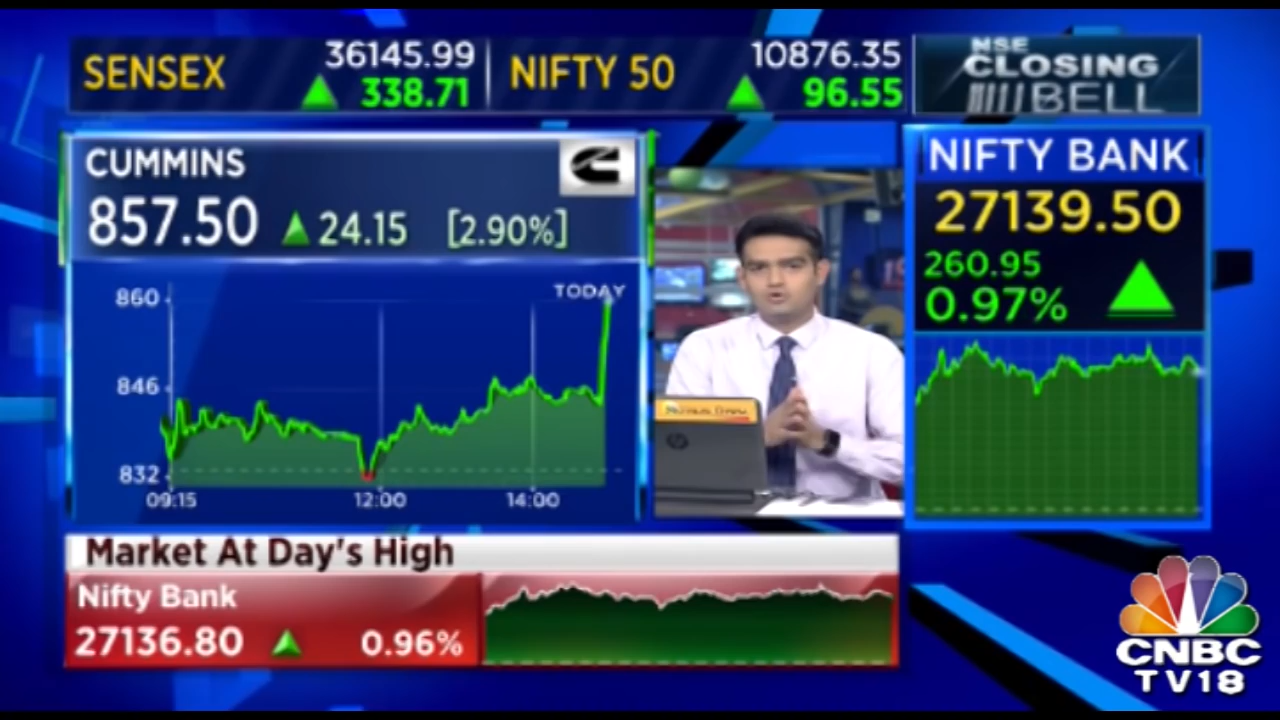 SENSEX
36145.99
338.71
NIFTY 50
10876.35
96.55
NSE
CLOSING
BELL
CUMMINS
857.50 24.15 [2.90%]
TODAY
860
846
832
09:15 12:00 14:00
NIFTY BANK
27139.50
260.95
0.97%
Market At Day's High
Nifty Bank
27136.80 0.96%
CNBC
TV18